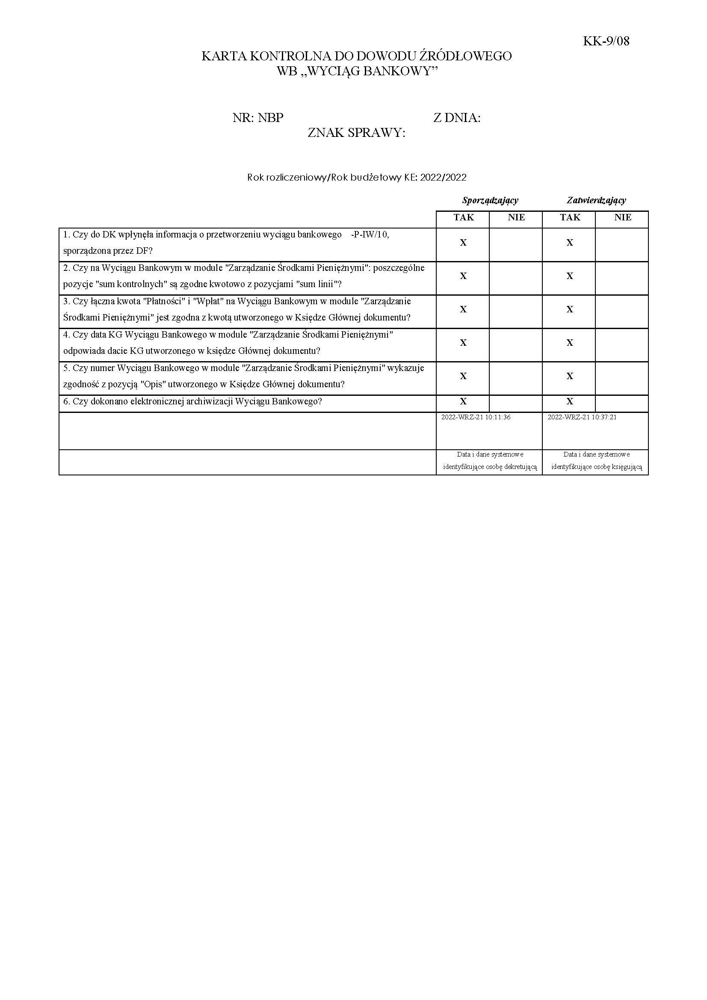 KK-9/08
KARTA KONTROLNA DO DOWODU ŹRÓDŁOWEGO
WB „WYCIĄG BANKOWY”
NR: NBP Z DNIA:
ZNAK SPRAWY:
Rok rozliczeniowy/Rok budżetowy KE: 2022/2022
Sporządzający Zatwierdzający
TAK NIE TAK NIE
1. Czy do DK wpłynęła informacja o przetworzeniu wyciągu bankowego -P-IW/10,
sporządzona przez DF?
X X
2. Czy na Wyciągu Bankowym w module "Zarządzanie Środkami Pieniężnymi": poszczególne
pozycje "sum kontrolnych" są zgodne kwotowo z pozycjami "sum linii"?
X X
3. Czy łączna kwota "Płatności" i "Wpłat" na Wyciągu Bankowym w module "Zarządzanie
Środkami Pieniężnymi" jest zgodna z kwotą utworzonego w Księdze Głównej dokumentu?
X X
4. Czy data KG Wyciągu Bankowego w module "Zarządzanie Środkami Pieniężnymi"
odpowiada dacie KG utworzonego w księdze Głównej dokumentu?
X X
5. Czy numer Wyciągu Bankowego w module "Zarządzanie Środkami Pieniężnymi" wykazuje
zgodność z pozycją "Opis" utworzonego w Księdze Głównej dokumentu?
X X
6. Czy dokonano elektronicznej archiwizacji Wyciągu Bankowego? X X
2022-WRZ-21 10:11:36 2022-WRZ-21 10:37:21
Data i dane systemowe Data i dane systemowe
identyfikujące osobę dekretującą identyfikujące osobę księgującą